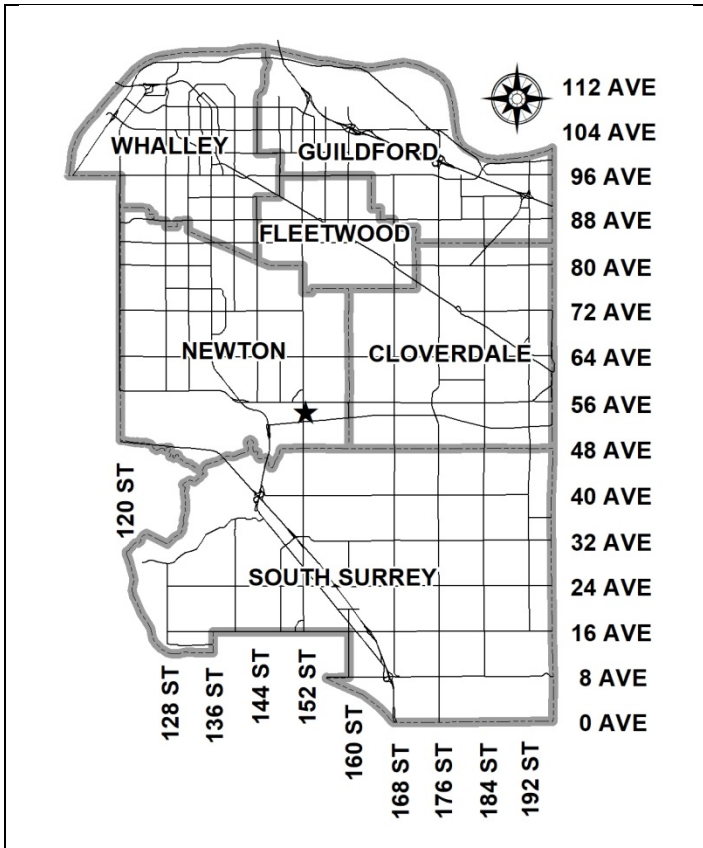 112 AVE
104 AVE
WHALLEY
GUILDFORD
96 AVE
88 AVE
FLEETWOOD
80 AVE
72 AVE
NEWTON
CLOVERDALE
64 AVE
56 AVE
48 AVE
120 ST
40 AVE
32 AVE
SOUTH SURREY
24 AVE
16 AVE
128 ST
136 ST
144 ST
152 ST
160 ST
8 AVE
0 AVE
168 ST
176 ST
184 ST
192 ST